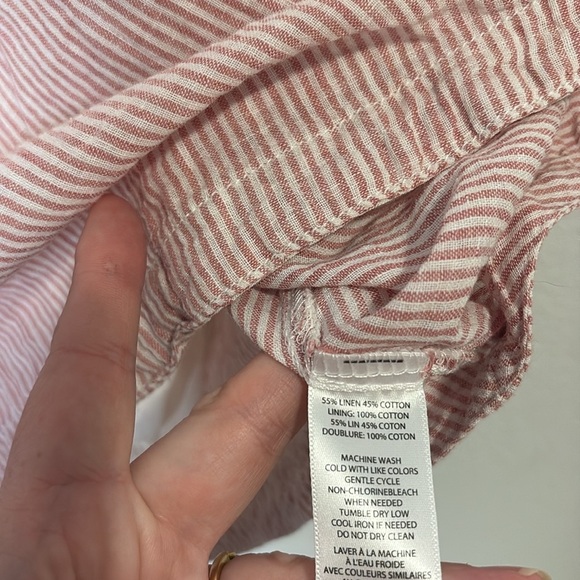 55% LINEN 45% COTTON
LINING: 100% COTTON
55% LIN 45% COTON
DOUBLURE: 100% COTON
MACHINE WASH
COLD WITH LIKE COLORS
GENTLE CYCLE
NON-CHLORINEBLEACH
WHEN NEEDED
TUMBLE DRY LOW
COOL IRON IF NEEDED
DO NOT DRY CLEAN
LAVER À LA MACHINE
À L'EAU FROIDE
AVEC COULEURS SIMILAIRES